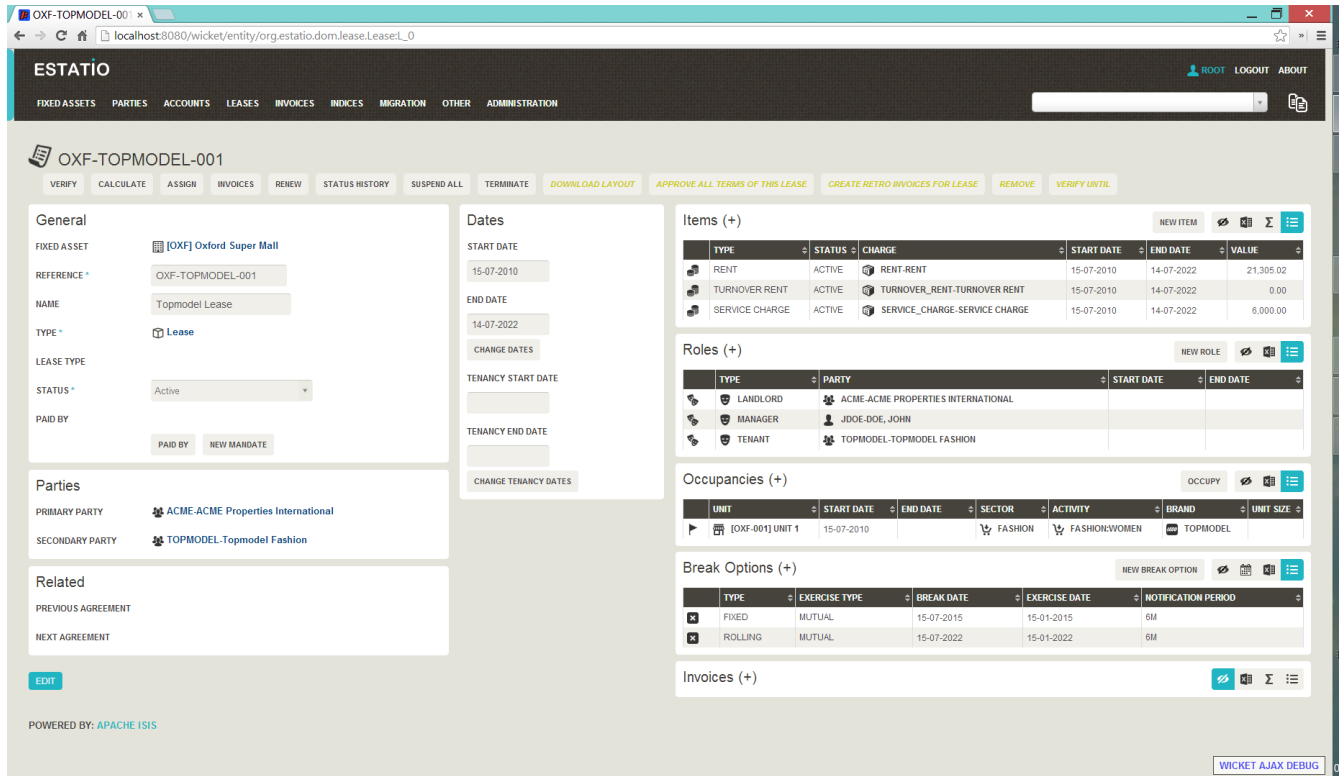 OXF-TOPMODEL-001
localhost:8080/wicket/entity/org.estatio.dom.lease.Lease:L_0
ESTATIO
ROOT LOGOUT ABOUT
FIXED ASSETS PARTIES ACCOUNTS LEASES INVOICES INDICES MIGRATION OTHER ADMINISTRATION
OXF-TOPMODEL-001
VERIFY CALCULATE ASSIGN INVOICES RENEW STATUS HISTORY SUSPEND ALL TERMINATE DOWNLOAD LAYOUT APPROVE ALL TERMS OF THIS LEASE CREATE RETRO INVOICES FOR LEASE REMOVE VERIFY UNTIL
General
FIXED ASSET [OXF] Oxford Super Mall
REFERENCE * OXF-TOPMODEL-001
NAME Topmodel Lease
TYPE * Lease
LEASE TYPE
STATUS * Active
PAID BY
PAID BY NEW MANDATE
Parties
PRIMARY PARTY ACME-ACME Properties International
SECONDARY PARTY TOPMODEL-Topmodel Fashion
Related
PREVIOUS AGREEMENT
NEXT AGREEMENT
EDIT
Dates
START DATE
15-07-2010
END DATE
14-07-2022
CHANGE DATES
TENANCY START DATE
TENANCY END DATE
CHANGE TENANCY DATES
Items (+) NEW ITEM
TYPE STATUS CHARGE START DATE END DATE VALUE
RENT ACTIVE RENT-RENT 15-07-2010 14-07-2022 21,305.02
TURNOVER RENT ACTIVE TURNOVER_RENT-TURNOVER RENT 15-07-2010 14-07-2022 0.00
SERVICE CHARGE ACTIVE SERVICE_CHARGE-SERVICE CHARGE 15-07-2010 14-07-2022 6,000.00
Roles (+) NEW ROLE
TYPE PARTY START DATE END DATE
LANDLORD ACME-ACME PROPERTIES INTERNATIONAL
MANAGER JDOE-DOE, JOHN
TENANT TOPMODEL-TOPMODEL FASHION
Occupancies (+) OCCUPY
UNIT START DATE END DATE SECTOR ACTIVITY BRAND UNIT SIZE
[OXF-001] UNIT 1 15-07-2010 FASHION FASHION:WOMEN TOPMODEL
Break Options (+) NEW BREAK OPTION
TYPE EXERCISE TYPE BREAK DATE EXERCISE DATE NOTIFICATION PERIOD
FIXED MUTUAL 15-07-2015 15-01-2015 6M
ROLLING MUTUAL 15-07-2022 15-01-2022 6M
Invoices (+)
POWERED BY: APACHE ISIS
WICKET AJAX DEBUG